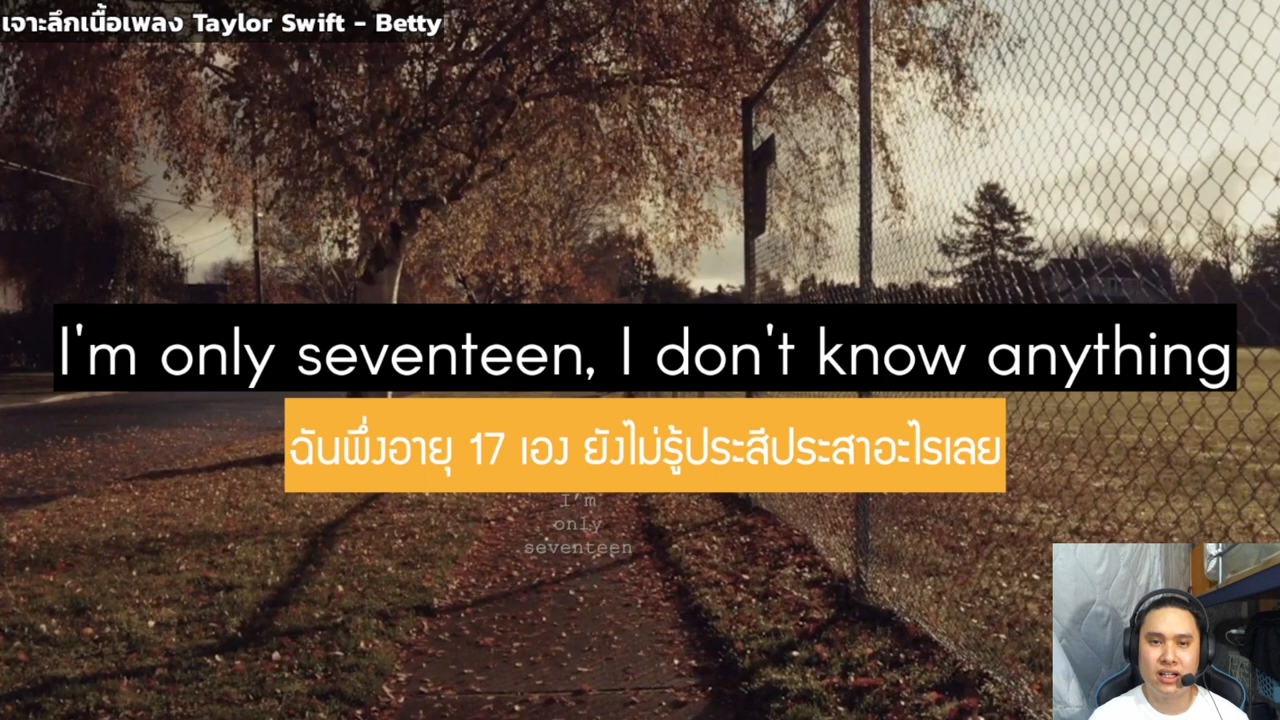 เจาะลึกเนื้อเพลง Taylor Swift - Betty
I'm only seventeen, I don't know anything
ฉันพึ่งอายุ 17 เอง ยังไม่รู้ประสีประสาอะไรเลย
I'm
only
seventeen